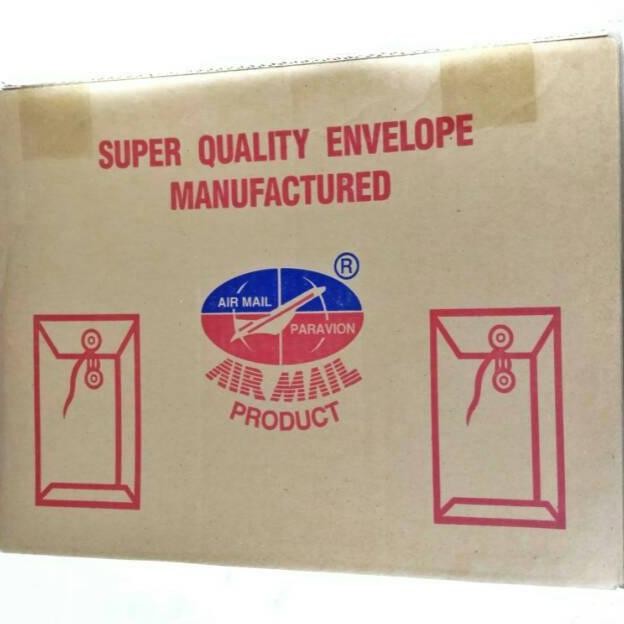 SUPER QUALITY ENVELOPE
MANUFACTURED
®
AIR MAIL
PARAVION
AIR MAIL
PRODUCT